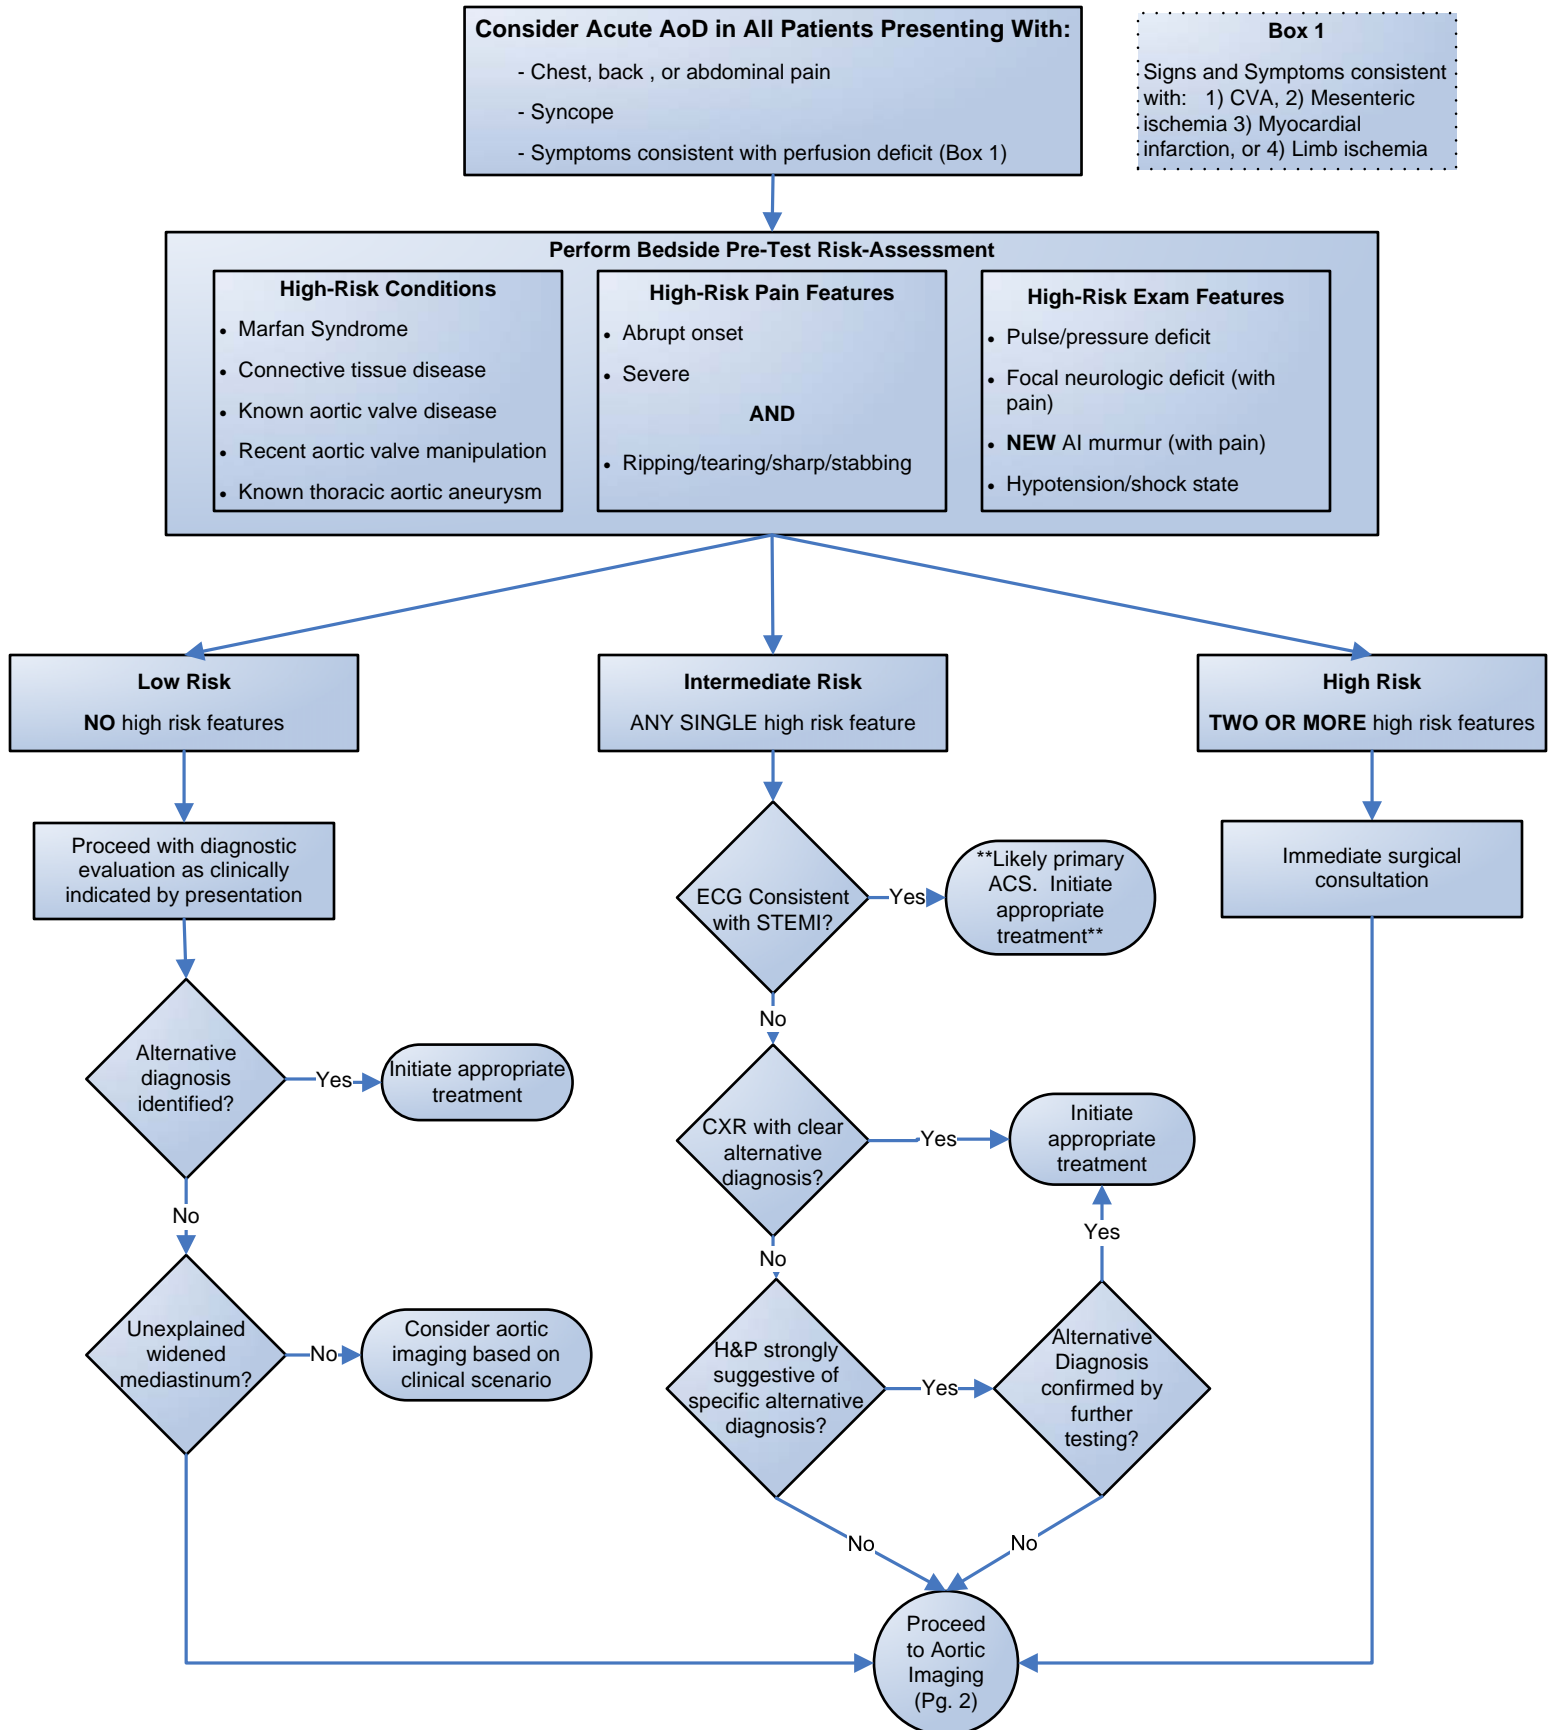 Consider Acute AoD in All Patients Presenting With:
- Chest, back , or abdominal pain
- Syncope
- Symptoms consistent with perfusion deficit (Box 1)
Box 1
Signs and Symptoms consistent
with:   1) CVA, 2) Mesenteric
ischemia 3) Myocardial
infarction, or 4) Limb ischemia
Perform Bedside Pre-Test Risk-Assessment
High-Risk Conditions
• Marfan Syndrome
• Connective tissue disease
• Known aortic valve disease
• Recent aortic valve manipulation
• Known thoracic aortic aneurysm
High-Risk Pain Features
• Abrupt onset
• Severe
AND
• Ripping/tearing/sharp/stabbing
High-Risk Exam Features
• Pulse/pressure deficit
• Focal neurologic deficit (with
pain)
• NEW AI murmur (with pain)
• Hypotension/shock state
Low Risk
NO high risk features
Intermediate Risk
ANY SINGLE high risk feature
High Risk
TWO OR MORE high risk features
Proceed with diagnostic
evaluation as clinically
indicated by presentation
Alternative
diagnosis
identified?
Yes
Initiate appropriate
treatment
No
Unexplained
widened
mediastinum?
No
Consider aortic
imaging based on
clinical scenario
ECG Consistent
with STEMI?
Yes
**Likely primary
ACS.  Initiate
appropriate
treatment**
No
CXR with clear
alternative
diagnosis?
Yes
Initiate
appropriate
treatment
No
H&P strongly
suggestive of
specific alternative
diagnosis?
Yes
Alternative
Diagnosis
confirmed by
further
testing?
Yes
No
No
Immediate surgical
consultation
Proceed
to Aortic
Imaging
(Pg. 2)